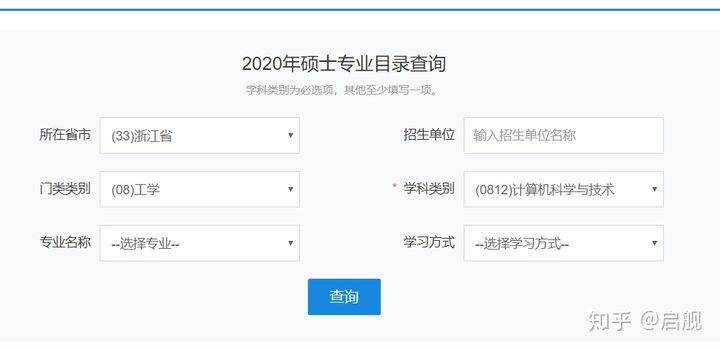 2020年硕士专业目录查询
学科类别为必选项，其他至少填写一项。
所在省市 (33)浙江省 招生单位 输入招生单位名称
门类类别 (08)工学 * 学科类别 (0812)计算机科学与技术
专业名称 --选择专业-- 学习方式 --选择学习方式--
查询
知乎 @启舰